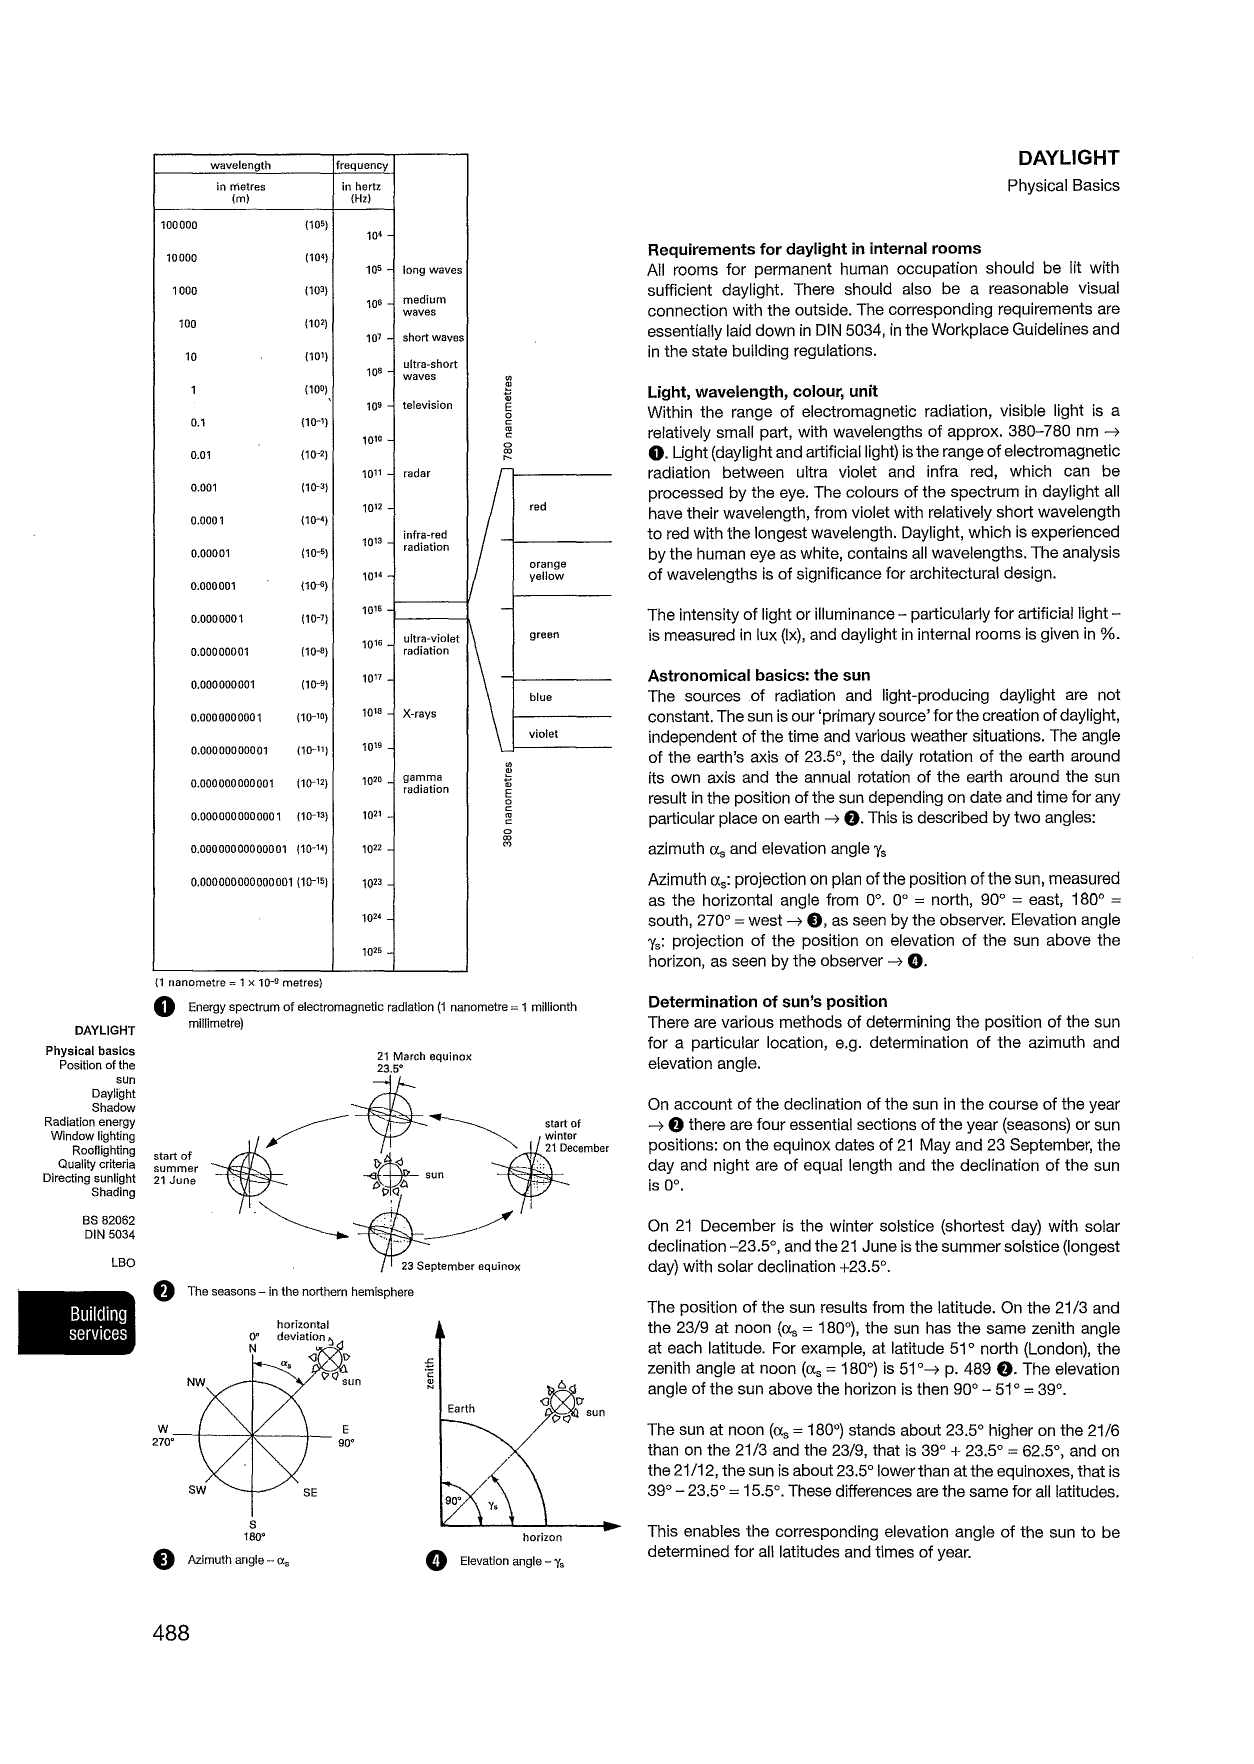 DAYLIGHT
Physical Basics
wavelength frequency
in metres in hertz
(m) (Hz)
100000 (10⁵)
10⁴
10000 (10⁴)
10⁵ long waves
1000 (10³)
10⁶ medium
waves
100 (10²)
10⁷ short waves
10 (10¹)
10⁸ ultra-short
waves
1 (10⁰)
10⁹ television
0.1 (10⁻¹)
10¹⁰
0.01 (10⁻²)
10¹¹ radar
0.001 (10⁻³)
10¹²
0.0001 (10⁻⁴)
10¹³ infra-red
radiation
0.00001 (10⁻⁵)
10¹⁴
0.000001 (10⁻⁶)
10¹⁵
0.0000001 (10⁻⁷)
10¹⁶ ultra-violet
radiation
0.00000001 (10⁻⁸)
10¹⁷
0.000000001 (10⁻⁹)
10¹⁸ X-rays
0.0000000001 (10⁻¹⁰)
10¹⁹
0.00000000001 (10⁻¹¹)
10²⁰ gamma
radiation
0.000000000001 (10⁻¹²)
10²¹
0.0000000000001 (10⁻¹³)
10²²
0.00000000000001 (10⁻¹⁴)
10²³
0.000000000000001 (10⁻¹⁵)
10²⁴
10²⁵
780 nanometres
red
orange
yellow
green
blue
violet
380 nanometres
(1 nanometre = 1 x 10⁻⁹ metres)
❶ Energy spectrum of electromagnetic radiation (1 nanometre = 1 millionth
millimetre)
DAYLIGHT
Physical basics
Position of the
sun
Daylight
Shadow
Radiation energy
Window lighting
Rooflighting
Quality criteria
Directing sunlight
Shading
BS 82062
DIN 5034
LBO
Building
services
21 March equinox
23.5°
start of
winter
21 December
start of
summer
21 June
sun
23 September equinox
❷ The seasons – in the northern hemisphere
horizontal
deviation
0°
N
αₛ
sun
NW
W
270°
E
90°
SW
SE
S
180°
❸ Azimuth angle – αₛ
zenith
Earth
sun
90°
γₛ
horizon
❹ Elevation angle – γₛ
Requirements for daylight in internal rooms
All rooms for permanent human occupation should be lit with
sufficient daylight. There should also be a reasonable visual
connection with the outside. The corresponding requirements are
essentially laid down in DIN 5034, in the Workplace Guidelines and
in the state building regulations.
Light, wavelength, colour, unit
Within the range of electromagnetic radiation, visible light is a
relatively small part, with wavelengths of approx. 380–780 nm →
❶. Light (daylight and artificial light) is the range of electromagnetic
radiation between ultra violet and infra red, which can be
processed by the eye. The colours of the spectrum in daylight all
have their wavelength, from violet with relatively short wavelength
to red with the longest wavelength. Daylight, which is experienced
by the human eye as white, contains all wavelengths. The analysis
of wavelengths is of significance for architectural design.
The intensity of light or illuminance – particularly for artificial light –
is measured in lux (lx), and daylight in internal rooms is given in %.
Astronomical basics: the sun
The sources of radiation and light-producing daylight are not
constant. The sun is our ‘primary source’ for the creation of daylight,
independent of the time and various weather situations. The angle
of the earth’s axis of 23.5°, the daily rotation of the earth around
its own axis and the annual rotation of the earth around the sun
result in the position of the sun depending on date and time for any
particular place on earth → ❷. This is described by two angles:
azimuth αₛ and elevation angle γₛ
Azimuth αₛ: projection on plan of the position of the sun, measured
as the horizontal angle from 0°. 0° = north, 90° = east, 180° =
south, 270° = west → ❸, as seen by the observer. Elevation angle
γₛ: projection of the position on elevation of the sun above the
horizon, as seen by the observer → ❹.
Determination of sun’s position
There are various methods of determining the position of the sun
for a particular location, e.g. determination of the azimuth and
elevation angle.
On account of the declination of the sun in the course of the year
→ ❷ there are four essential sections of the year (seasons) or sun
positions: on the equinox dates of 21 May and 23 September, the
day and night are of equal length and the declination of the sun
is 0°.
On 21 December is the winter solstice (shortest day) with solar
declination –23.5°, and the 21 June is the summer solstice (longest
day) with solar declination +23.5°.
The position of the sun results from the latitude. On the 21/3 and
the 23/9 at noon (αₛ = 180°), the sun has the same zenith angle
at each latitude. For example, at latitude 51° north (London), the
zenith angle at noon (αₛ = 180°) is 51°→ p. 489 ❷. The elevation
angle of the sun above the horizon is then 90° – 51° = 39°.
The sun at noon (αₛ = 180°) stands about 23.5° higher on the 21/6
than on the 21/3 and the 23/9, that is 39° + 23.5° = 62.5°, and on
the 21/12, the sun is about 23.5° lower than at the equinoxes, that is
39° – 23.5° = 15.5°. These differences are the same for all latitudes.
This enables the corresponding elevation angle of the sun to be
determined for all latitudes and times of year.
488